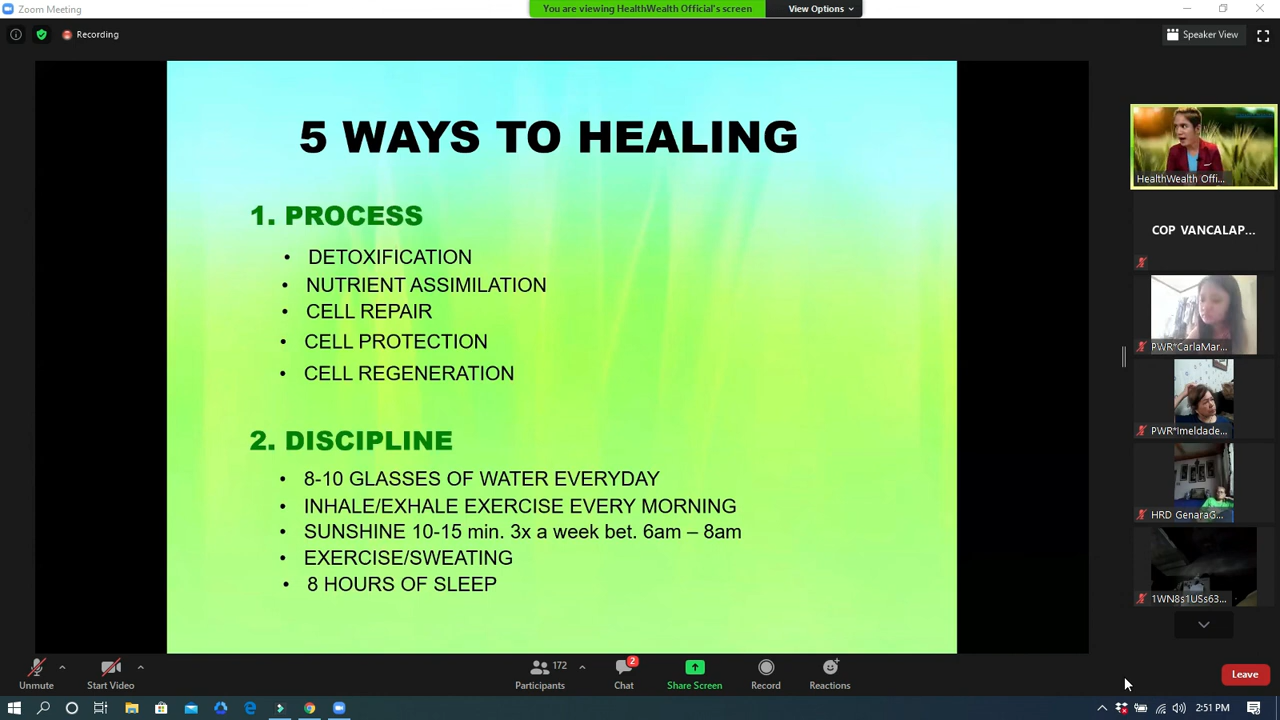 Zoom Meeting
You are viewing HealthWealth Official's screen
View Options
Recording
Speaker View
5 WAYS TO HEALING
1. PROCESS
• DETOXIFICATION
• NUTRIENT ASSIMILATION
• CELL REPAIR
• CELL PROTECTION
• CELL REGENERATION
2. DISCIPLINE
• 8-10 GLASSES OF WATER EVERYDAY
• INHALE/EXHALE EXERCISE EVERY MORNING
• SUNSHINE 10-15 min. 3x a week bet. 6am – 8am
• EXERCISE/SWEATING
• 8 HOURS OF SLEEP
HealthWealth Offi...
COP VANCALAP...
PWR*CarlaMar...
PWR*Imeldade...
HRD GenaraG...
1WN8s1USs63...
Unmute
Start Video
172
Participants
2
Chat
Share Screen
Record
Reactions
Leave
2:51 PM